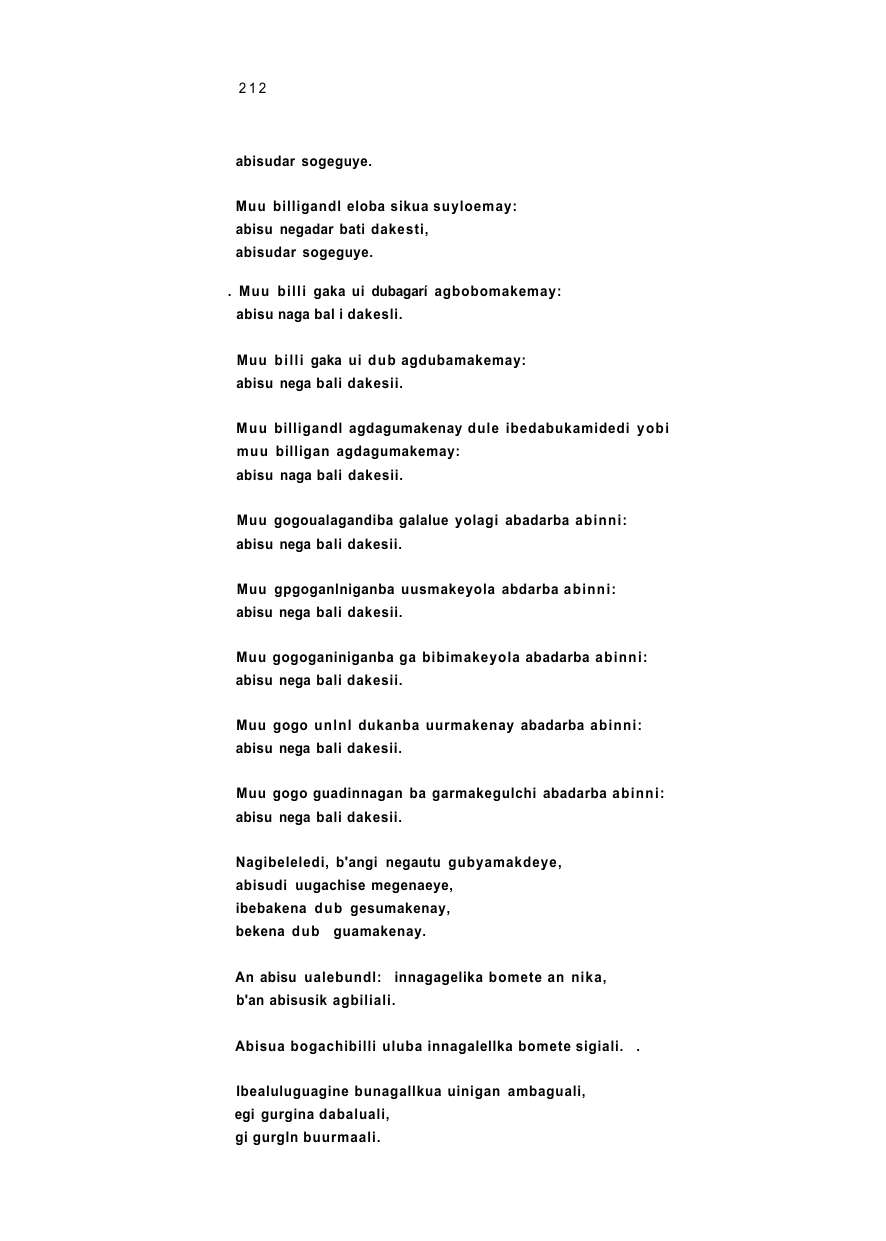 212
abisudar sogeguye.
Muu billigandl eloba sikua suyloemay:
abisu negadar bati dakesti,
abisudar sogeguye.
. Muu billi gaka ui dubagarí agbobomakemay:
abisu naga bal i dakesli.
Muu billi gaka ui dub agdubamakemay:
abisu nega bali dakesii.
Muu billigandl agdagumakenay dule ibedabukamidedi yobi
muu billigan agdagumakemay:
abisu naga bali dakesii.
Muu gogoualagandiba galalue yolagi abadarba abinni:
abisu nega bali dakesii.
Muu gpgoganlniganba uusmakeyola abdarba abinni:
abisu nega bali dakesii.
Muu gogoganiniganba ga bibimakeyola abadarba abinni:
abisu nega bali dakesii.
Muu gogo unlnl dukanba uurmakenay abadarba abinni:
abisu nega bali dakesii.
Muu gogo guadinnagan ba garmakegulchi abadarba abinni:
abisu nega bali dakesii.
Nagibeleledi, b'angi negautu gubyamakdeye,
abisudi uugachise megenaeye,
ibebakena dub gesumakenay,
bekena dub guamakenay.
An abisu ualebundl: innagagelika bomete an nika,
b'an abisusik agbiliali.
Abisua bogachibilli uluba innagalellka bomete sigiali. .
Ibealuluguagine bunagallkua uinigan ambaguali,
egi gurgina dabaluali,
gi gurgln buurmaali.